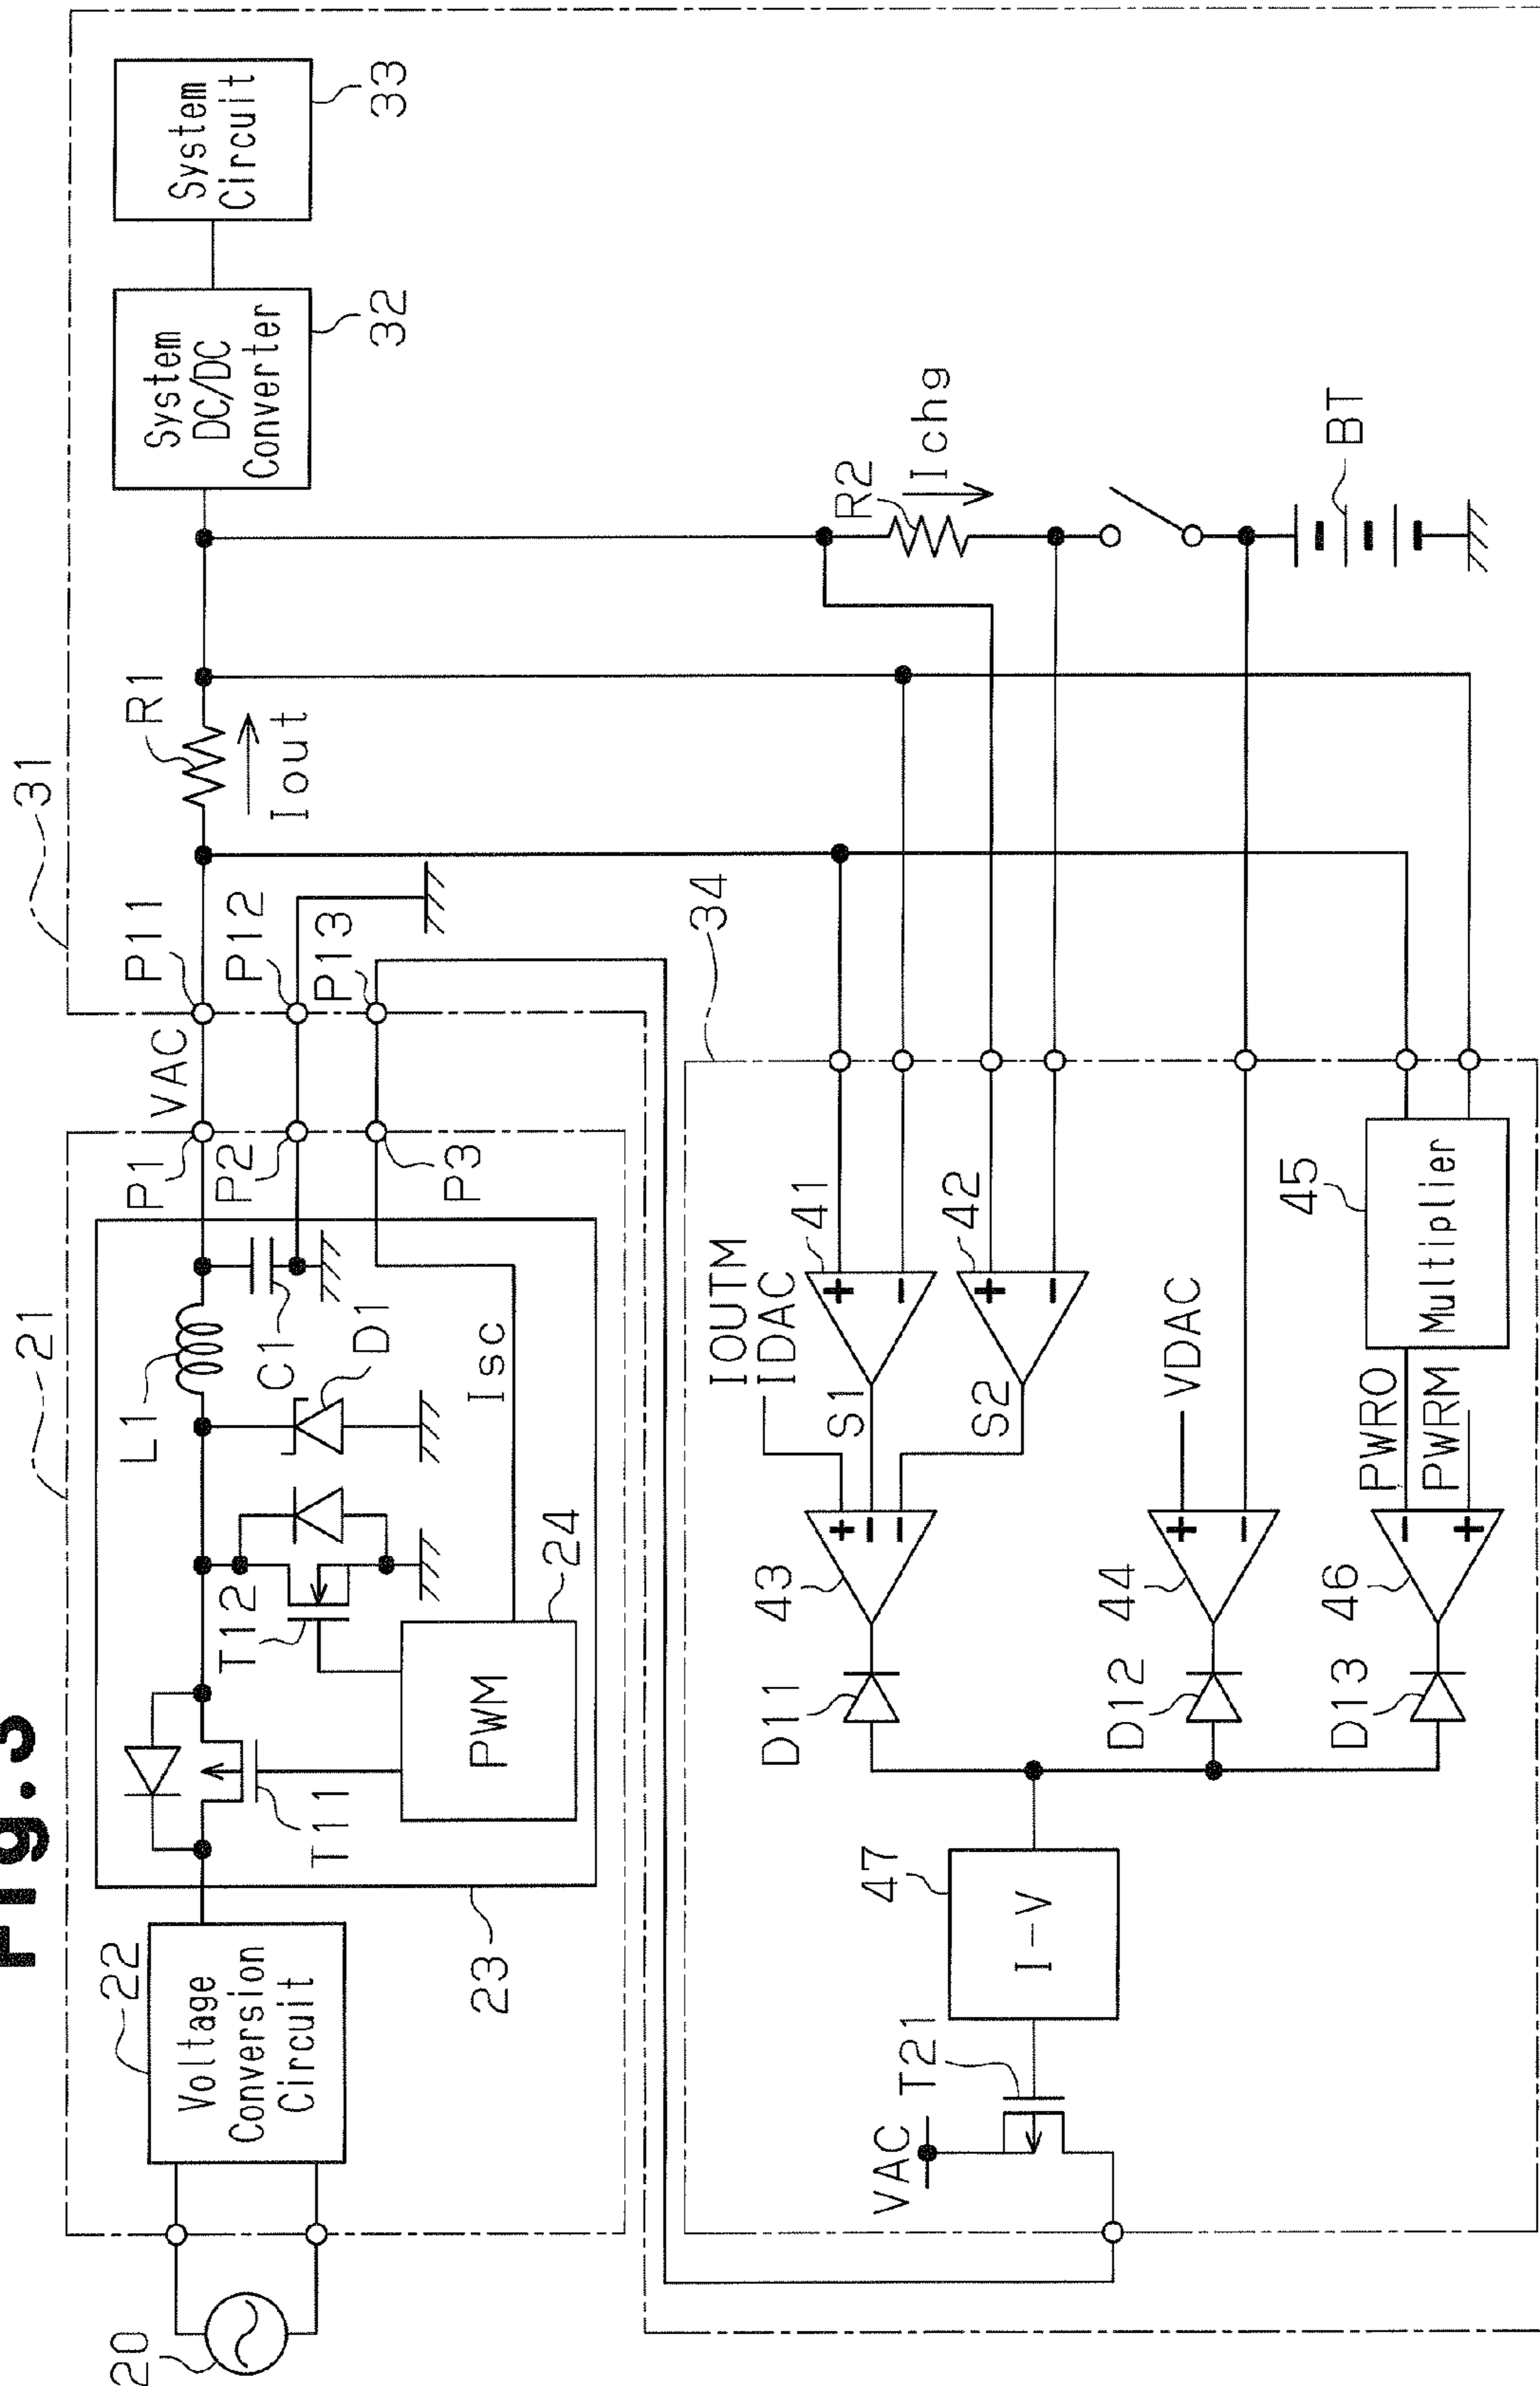 Fig.3
20
21
22
Voltage
Conversion
Circuit
23
T11
T12
PWM
24
L1
D1
C1
Isc
P1
P2
P3
VAC
P11
P12
P13
31
R1
Iout
System
DC/DC
Converter
32
System
Circuit
33
R2
Ichg
BT
34
VAC
T21
47
I-V
D11
D12
D13
43
44
46
IOUTM
IDAC
S1
S2
41
42
VDAC
PWRO
PWRM
45
Multiplier